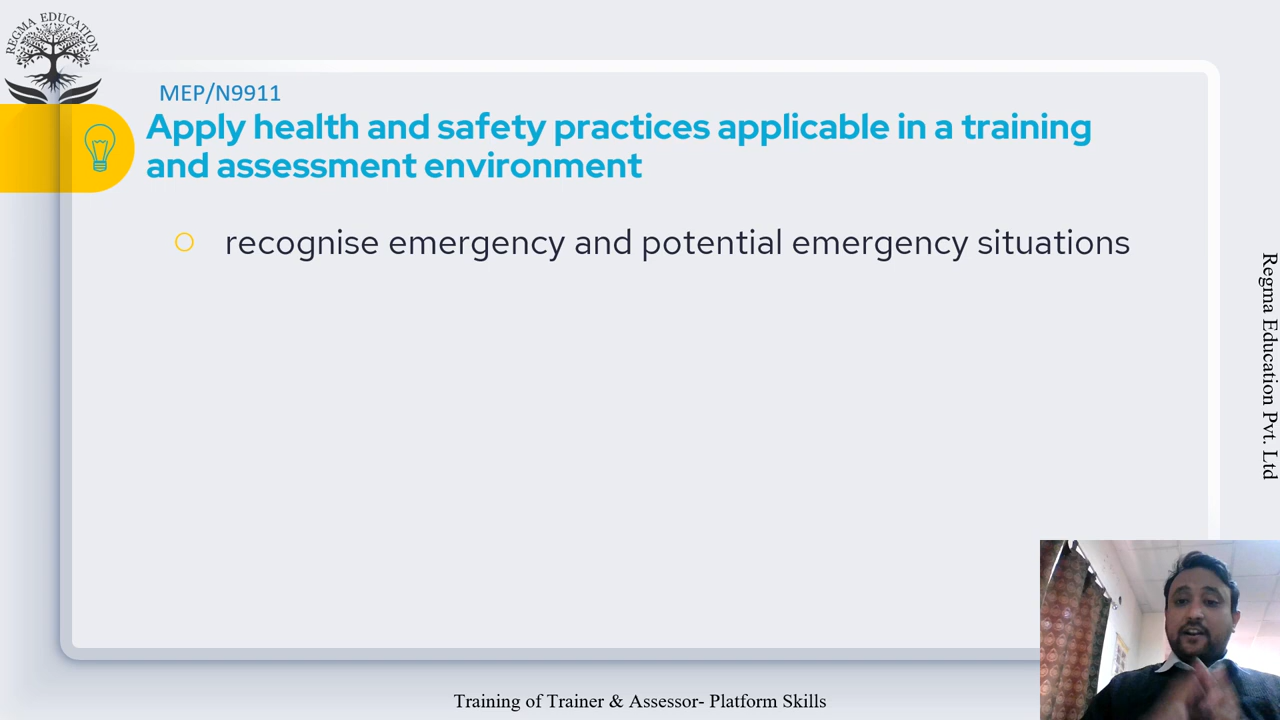 REGMA EDUCATION
MEP/N9911
Apply health and safety practices applicable in a training
and assessment environment
recognise emergency and potential emergency situations
Regma Education Pvt. Ltd
Training of Trainer & Assessor- Platform Skills